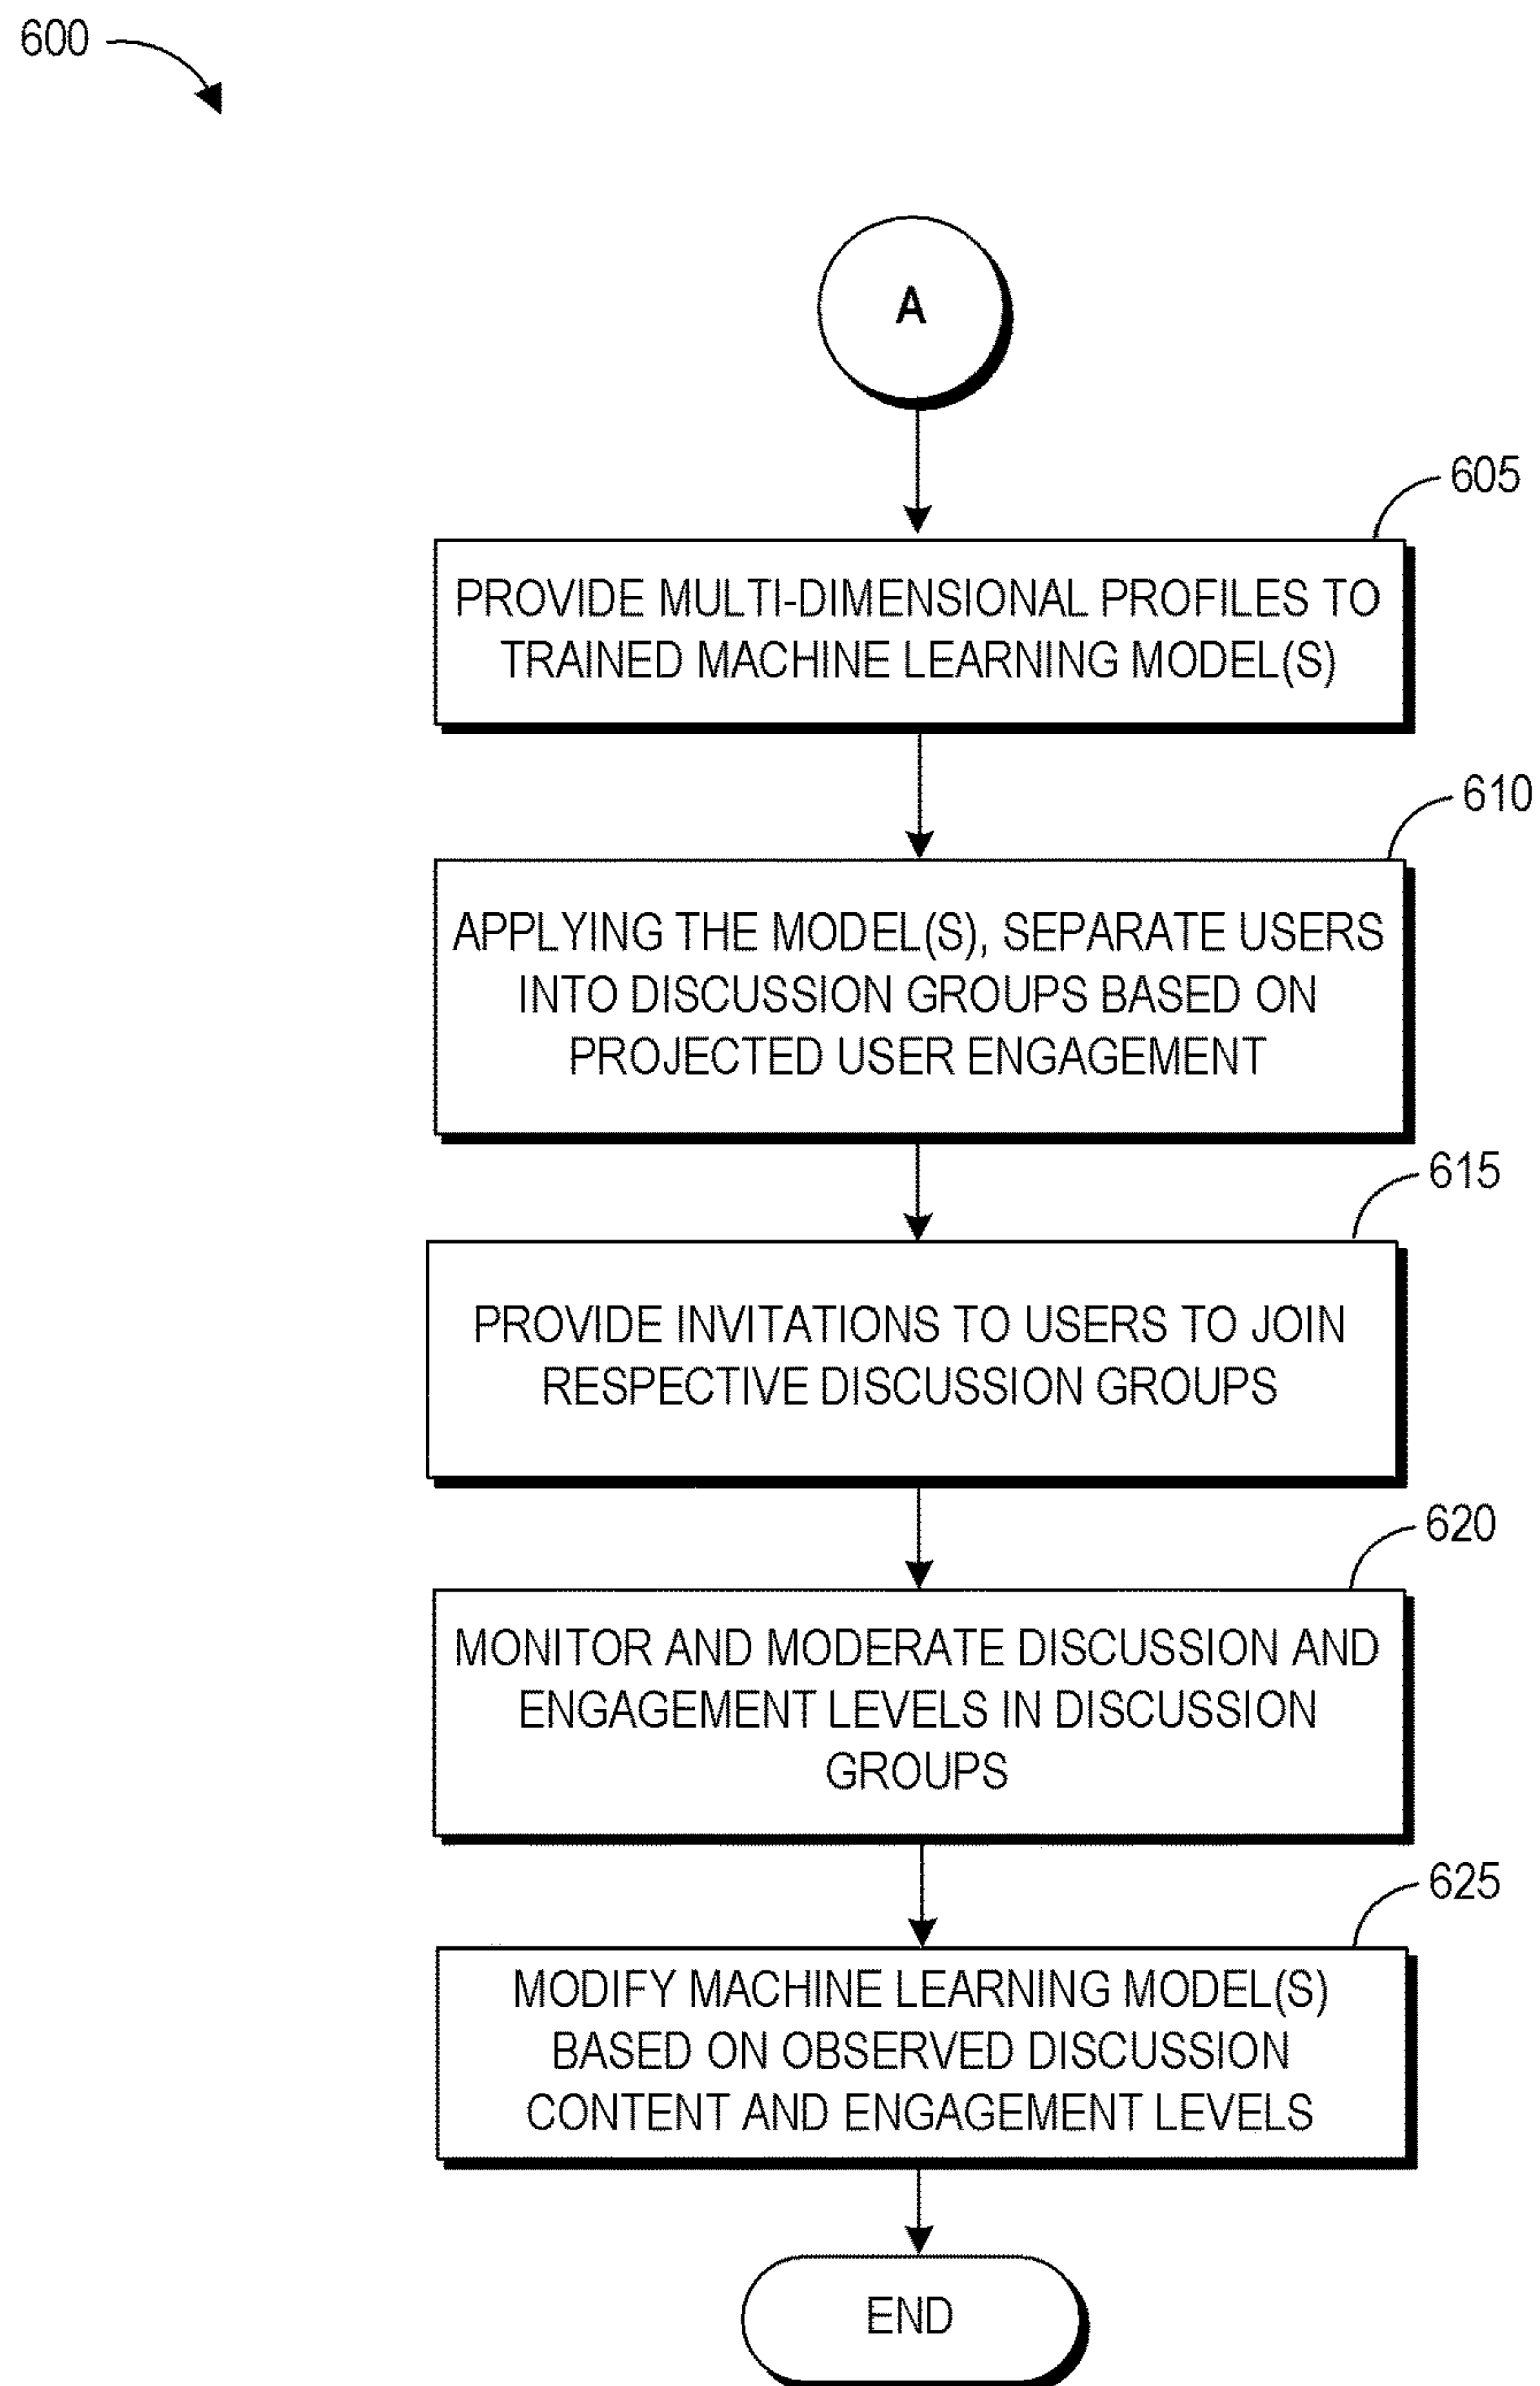 600
A
605
PROVIDE MULTI-DIMENSIONAL PROFILES TO
TRAINED MACHINE LEARNING MODEL(S)
610
APPLYING THE MODEL(S), SEPARATE USERS
INTO DISCUSSION GROUPS BASED ON
PROJECTED USER ENGAGEMENT
615
PROVIDE INVITATIONS TO USERS TO JOIN
RESPECTIVE DISCUSSION GROUPS
620
MONITOR AND MODERATE DISCUSSION AND
ENGAGEMENT LEVELS IN DISCUSSION
GROUPS
625
MODIFY MACHINE LEARNING MODEL(S)
BASED ON OBSERVED DISCUSSION
CONTENT AND ENGAGEMENT LEVELS
END